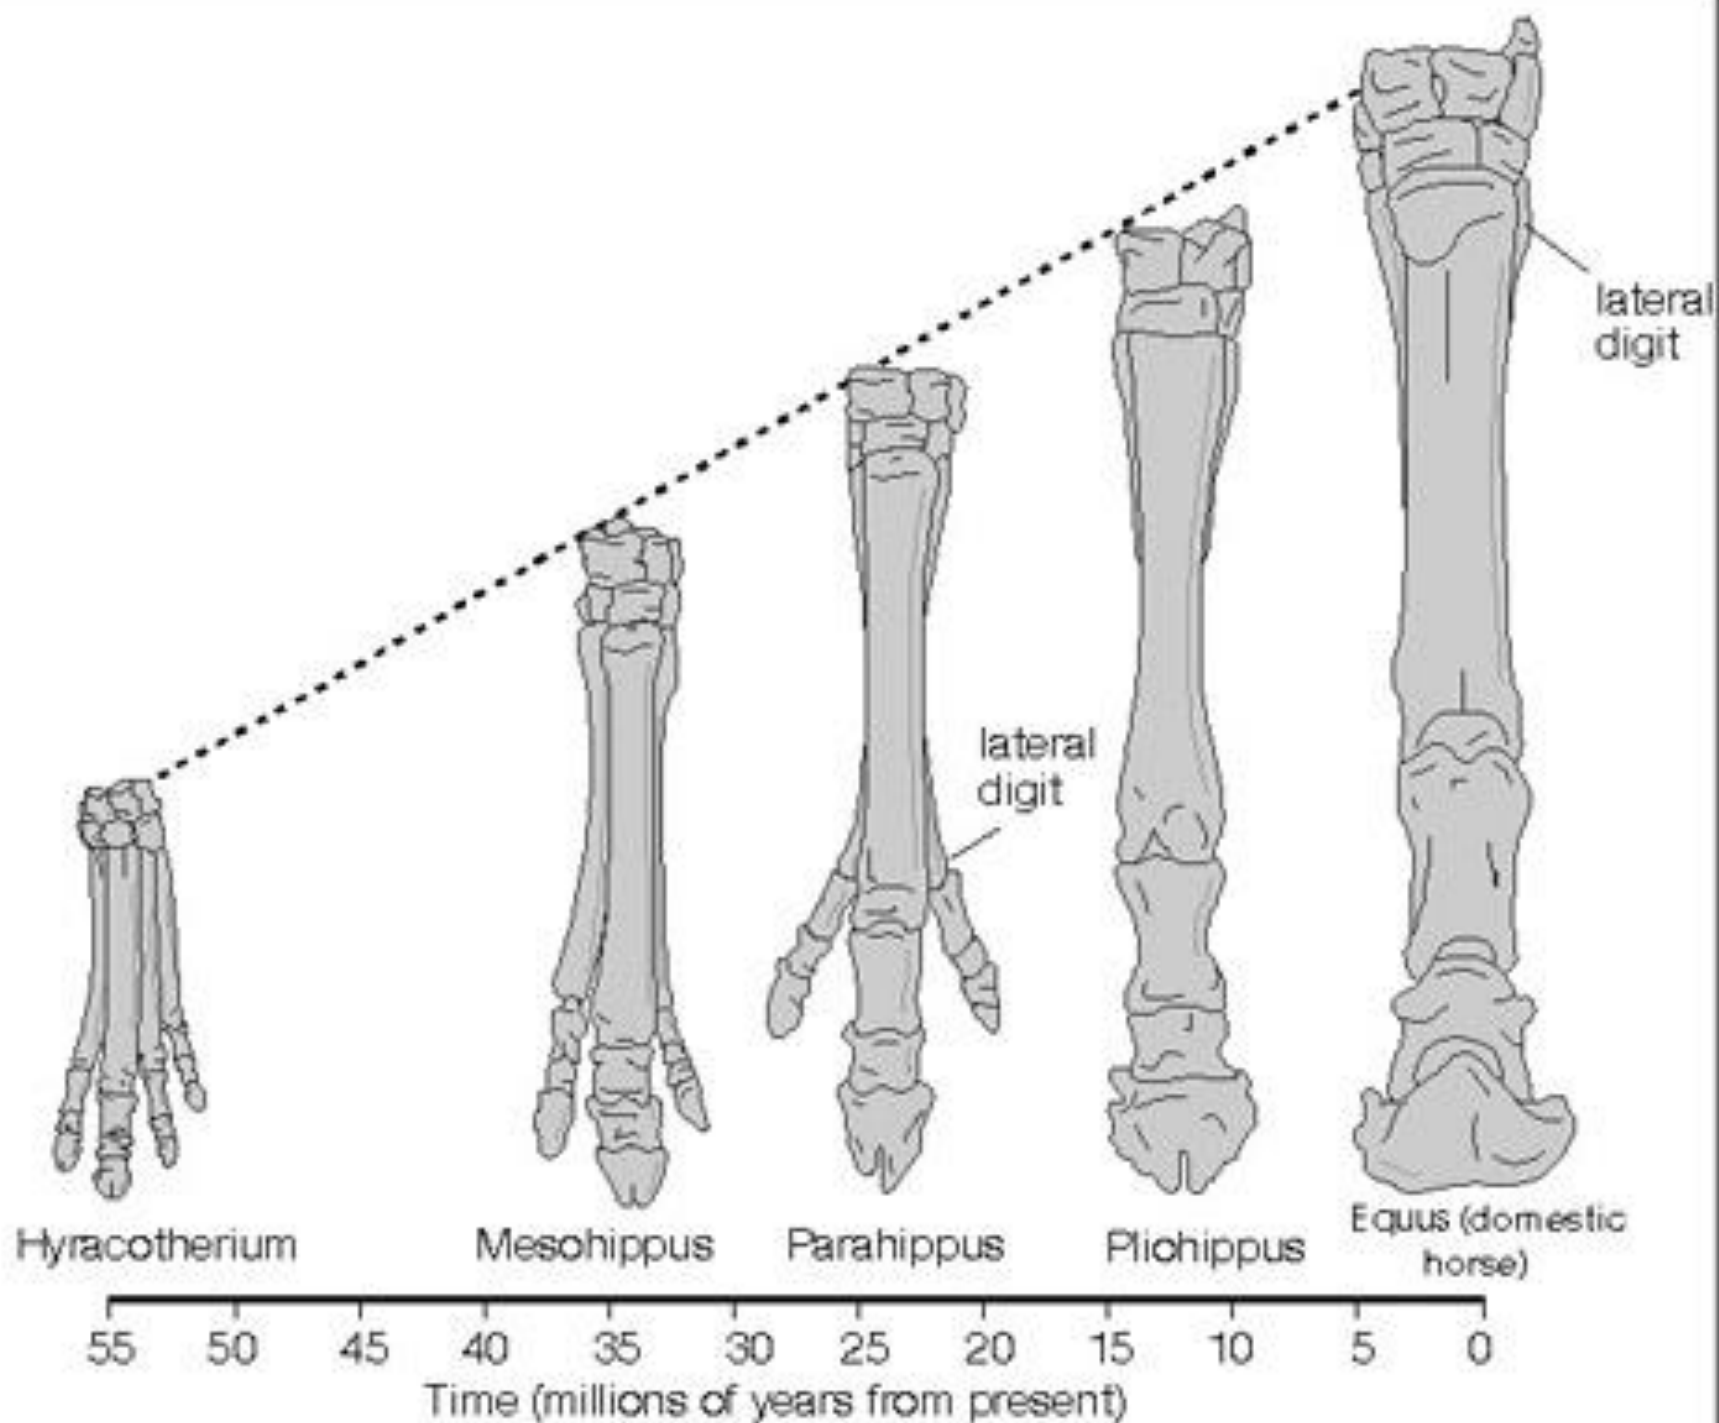 lateral
digit
lateral
digit
Hyracotherium
Mesohippus
Parahippus
Pliohippus
Equus (domestic
horse)
55 50 45 40 35 30 25 20 15 10 5 0
Time (millions of years from present)